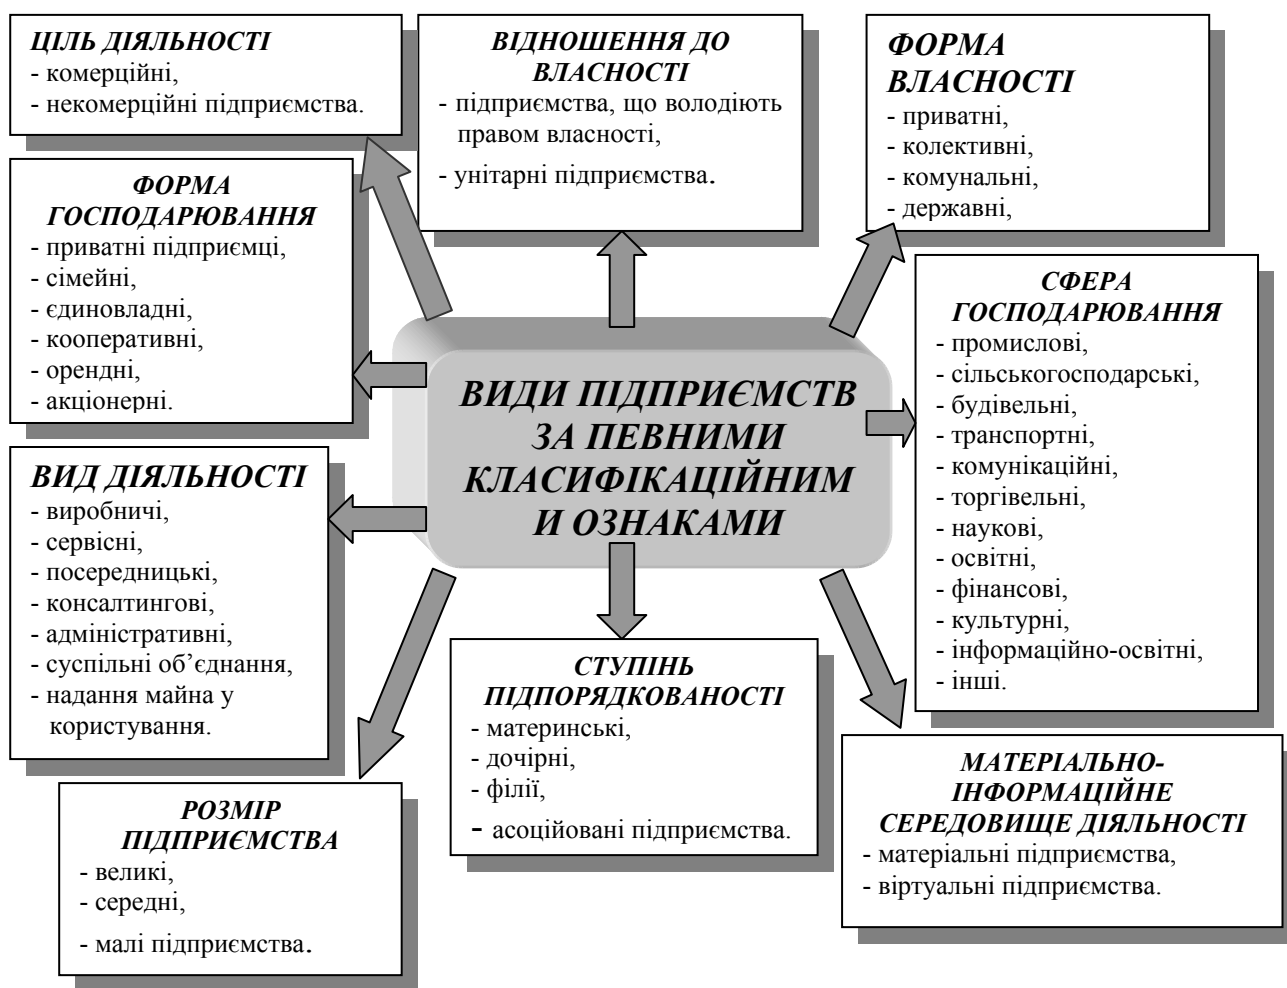 ЦІЛЬ ДІЯЛЬНОСТІ
- комерційні,
- некомерційні підприємства.
ВІДНОШЕННЯ ДО
ВЛАСНОСТІ
- підприємства, що володіють
правом власності,
- унітарні підприємства.
ФОРМА
ВЛАСНОСТІ
- приватні,
- колективні,
- комунальні,
- державні,
ФОРМА
ГОСПОДАРЮВАННЯ
- приватні підприємці,
- сімейні,
- єдиновладні,
- кооперативні,
- орендні,
- акціонерні.
СФЕРА
ГОСПОДАРЮВАННЯ
- промислові,
- сільськогосподарські,
- будівельні,
- транспортні,
- комунікаційні,
- торгівельні,
- наукові,
- освітні,
- фінансові,
- культурні,
- інформаційно-освітні,
- інші.
ВИДИ ПІДПРИЄМСТВ
ЗА ПЕВНИМИ
КЛАСИФІКАЦІЙНИМ
И ОЗНАКАМИ
ВИД ДІЯЛЬНОСТІ
- виробничі,
- сервісні,
- посередницькі,
- консалтингові,
- адміністративні,
- суспільні об’єднання,
- надання майна у
користування.
СТУПІНЬ
ПІДПОРЯДКОВАНОСТІ
- материнські,
- дочірні,
- філії,
- асоційовані підприємства.
МАТЕРІАЛЬНО-
ІНФОРМАЦІЙНЕ
СЕРЕДОВИЩЕ ДІЯЛЬНОСТІ
- матеріальні підприємства,
- віртуальні підприємства.
РОЗМІР
ПІДПРИЄМСТВА
- великі,
- середні,
- малі підприємства.